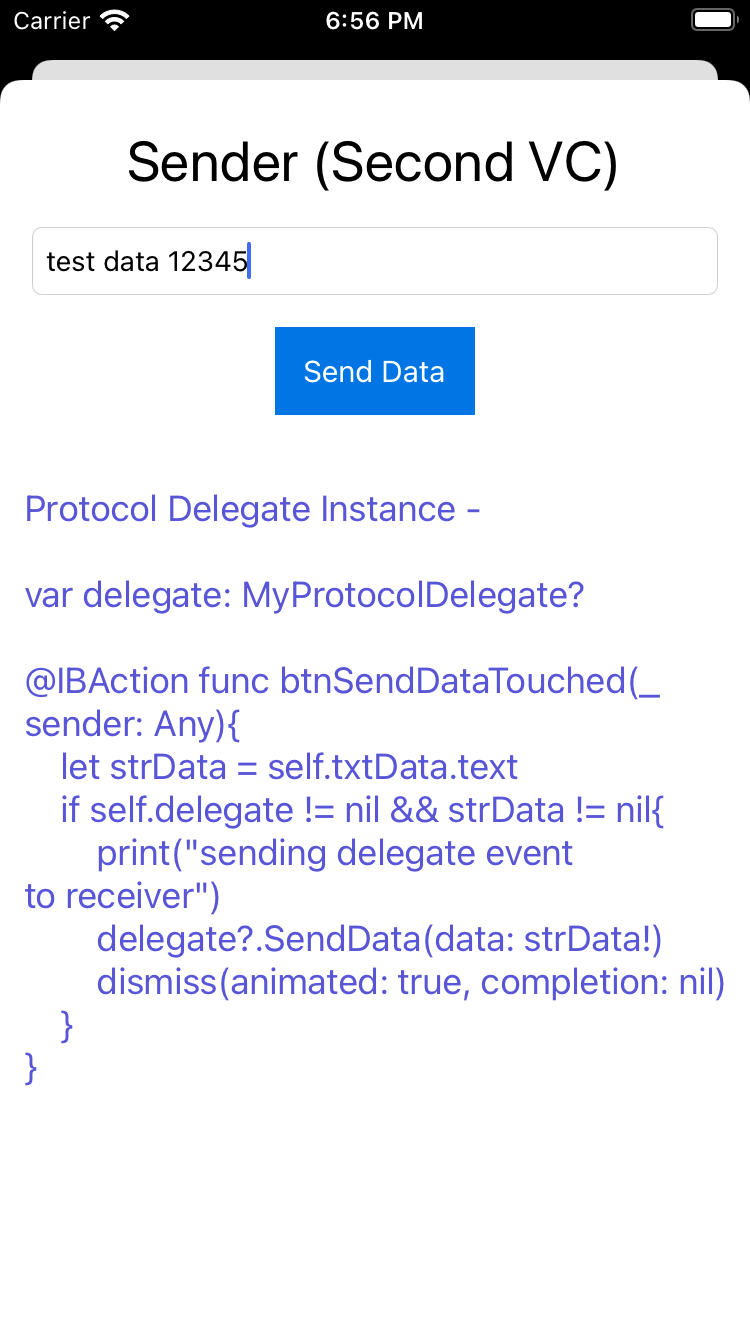 Carrier 6:56 PM
Sender (Second VC)
test data 12345
Send Data
Protocol Delegate Instance -
var delegate: MyProtocolDelegate?
@IBAction func btnSendDataTouched(_
sender: Any){
    let strData = self.txtData.text
    if self.delegate != nil && strData != nil{
        print("sending delegate event
to receiver")
        delegate?.SendData(data: strData!)
        dismiss(animated: true, completion: nil)
    }
}